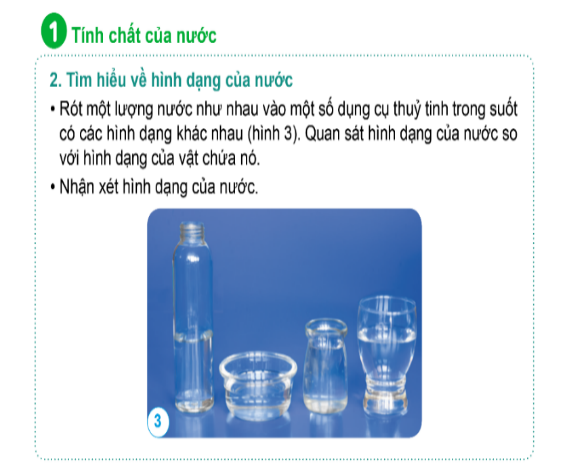 1 Tính chất của nước
2. Tìm hiểu về hình dạng của nước
• Rót một lượng nước như nhau vào một số dụng cụ thuỷ tinh trong suốt
có các hình dạng khác nhau (hình 3). Quan sát hình dạng của nước so
với hình dạng của vật chứa nó.
• Nhận xét hình dạng của nước.
3